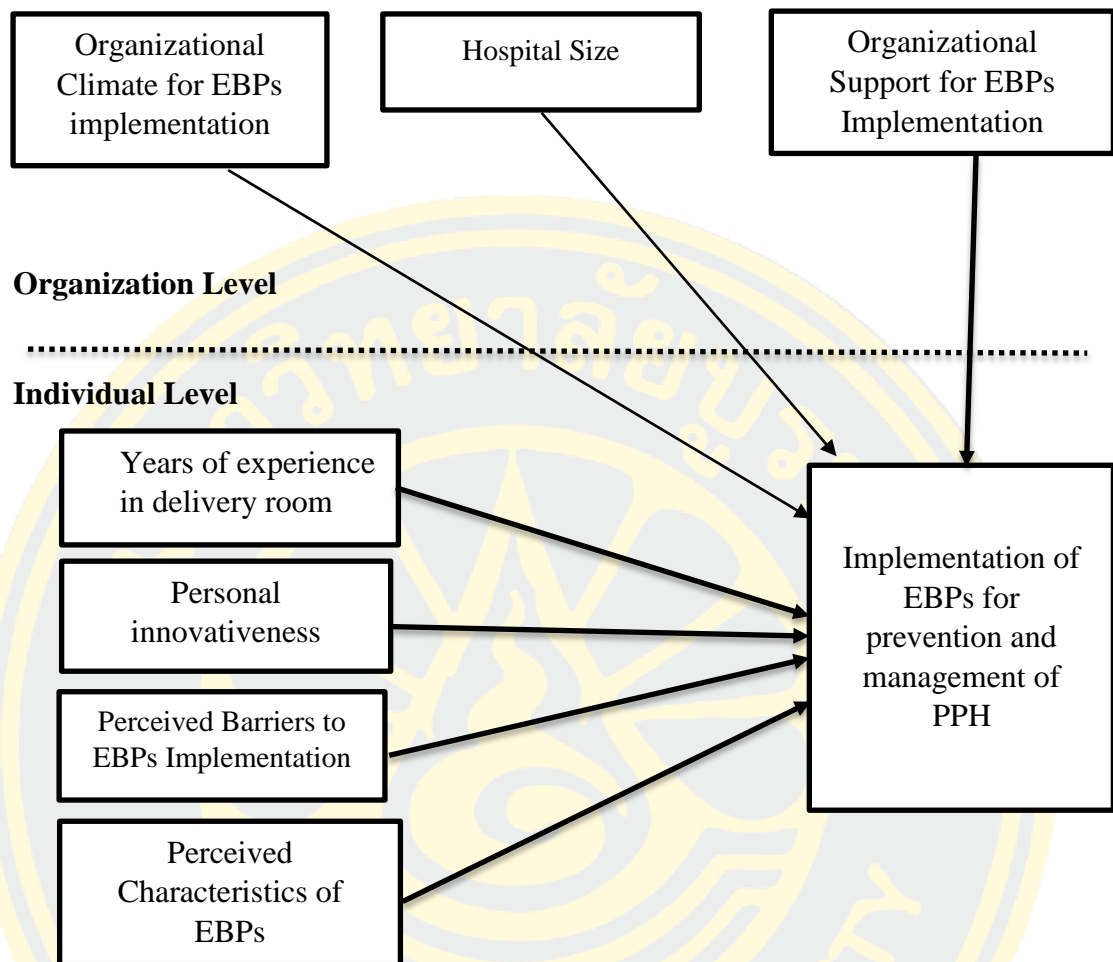 Organizational
Climate for EBPs
implementation
Hospital Size
Organizational
Support for EBPs
Implementation
Organization Level
Individual Level
Years of experience
in delivery room
Personal
innovativeness
Perceived Barriers to
EBPs Implementation
Perceived
Characteristics of
EBPs
Implementation of
EBPs for
prevention and
management of
PPH